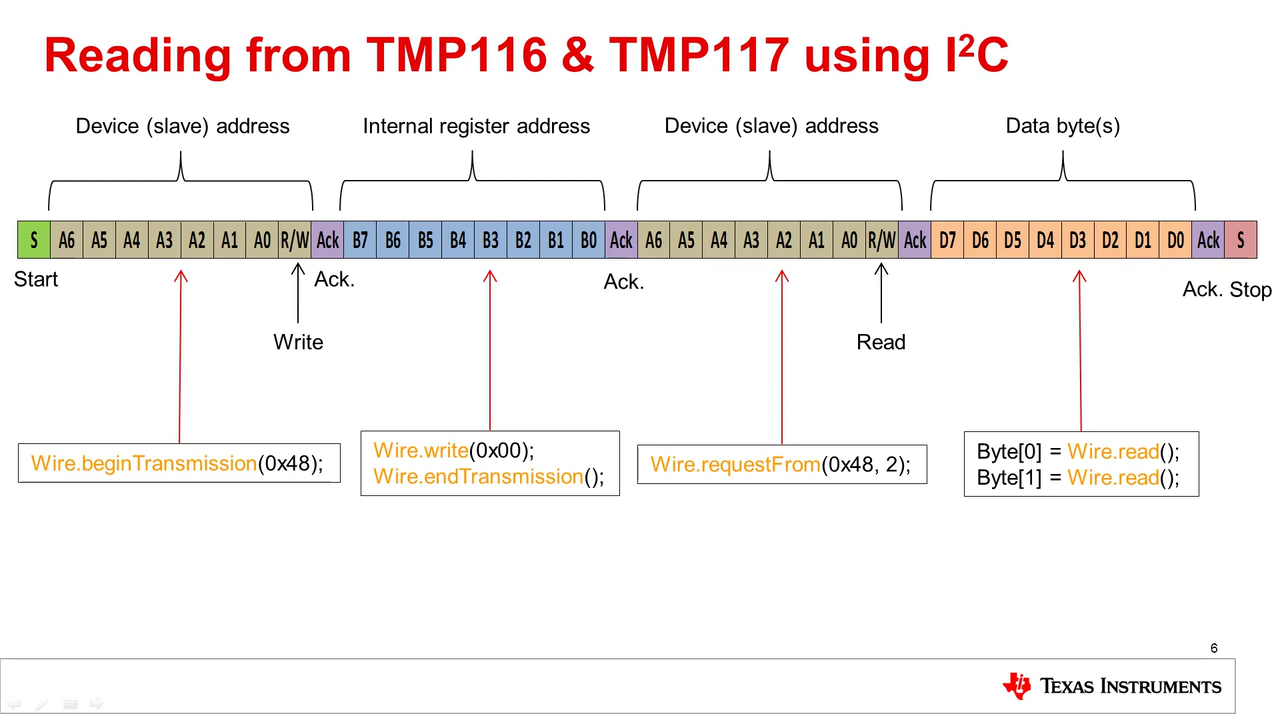 Reading from TMP116 & TMP117 using I²C
Device (slave) address
Internal register address
Device (slave) address
Data byte(s)
S A6 A5 A4 A3 A2 A1 A0 R/W Ack B7 B6 B5 B4 B3 B2 B1 B0 Ack A6 A5 A4 A3 A2 A1 A0 R/W Ack D7 D6 D5 D4 D3 D2 D1 D0 Ack S
Start
Ack.
Ack.
Ack. Stop
Write
Read
Wire.beginTransmission(0x48);
Wire.write(0x00);
Wire.endTransmission();
Wire.requestFrom(0x48, 2);
Byte[0] = Wire.read();
Byte[1] = Wire.read();
6
TEXAS INSTRUMENTS